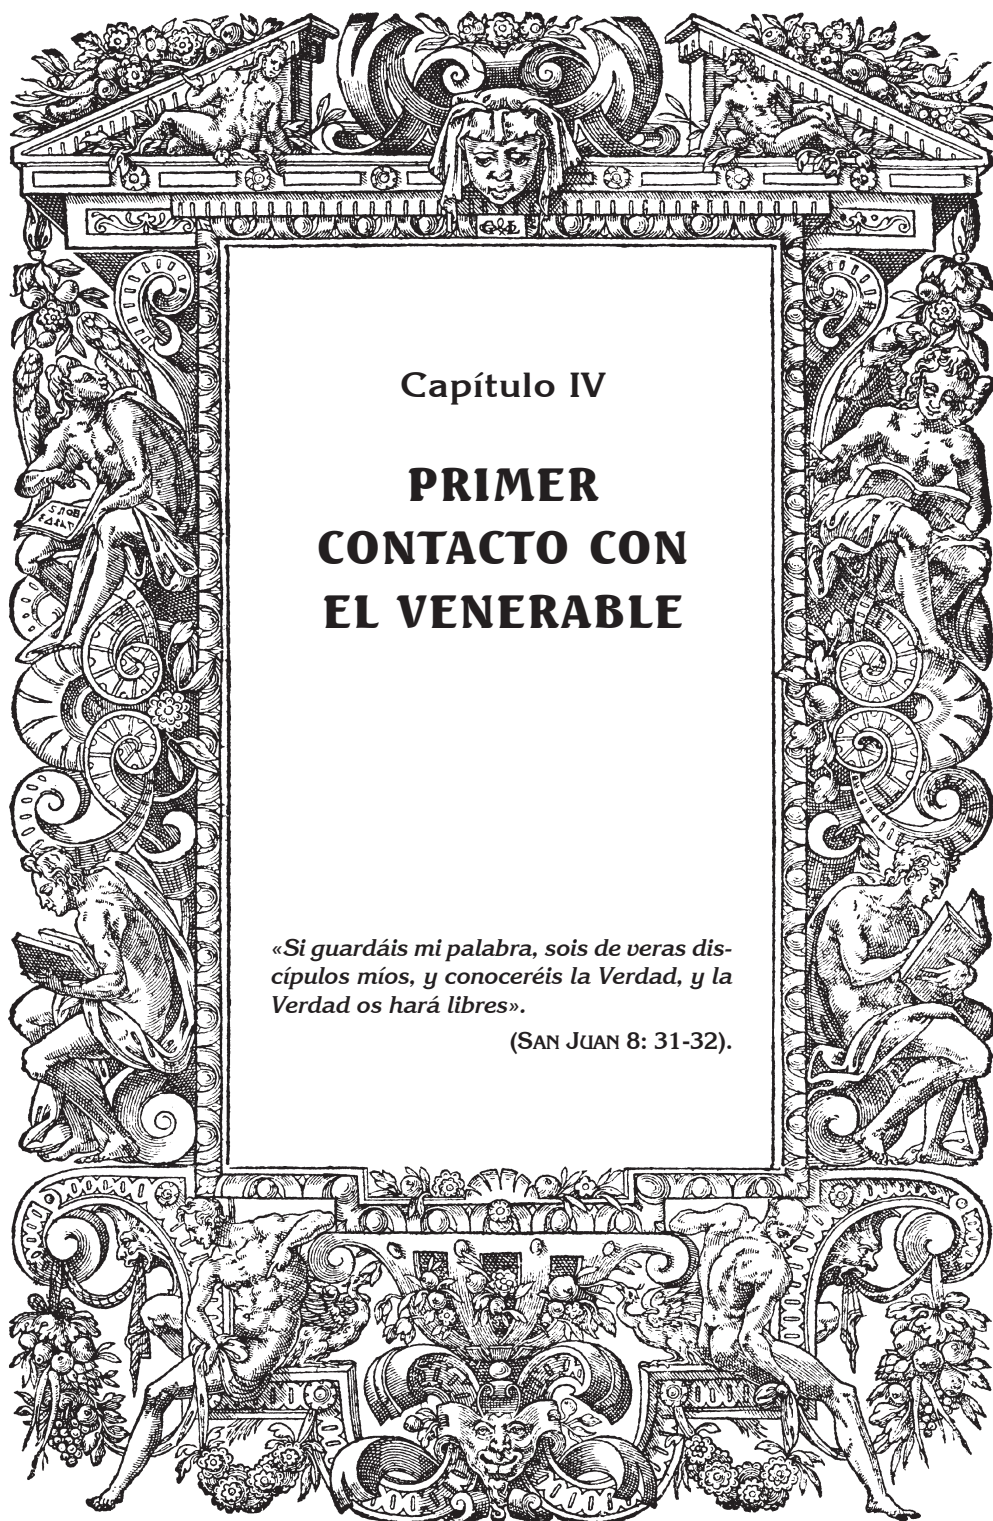 Capítulo IV
PRIMER
CONTACTO CON
EL VENERABLE
«Si guardáis mi palabra, sois de veras dis-
cípulos míos, y conoceréis la Verdad, y la
Verdad os hará libres».
(SAN JUAN 8: 31-32).